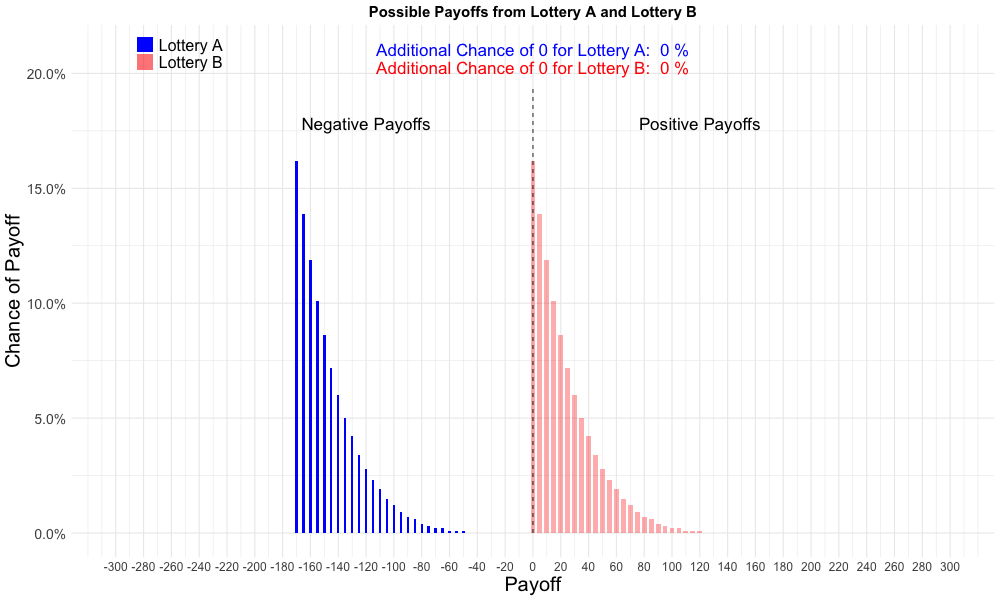 Possible Payoffs from Lottery A and Lottery B
Lottery A
Lottery B
Additional Chance of 0 for Lottery A:  0 %
Additional Chance of 0 for Lottery B:  0 %
Negative Payoffs
Positive Payoffs
Chance of Payoff
20.0%
15.0%
10.0%
5.0%
0.0%
-300 -280 -260 -240 -220 -200 -180 -160 -140 -120 -100 -80 -60 -40 -20 0 20 40 60 80 100 120 140 160 180 200 220 240 260 280 300
Payoff